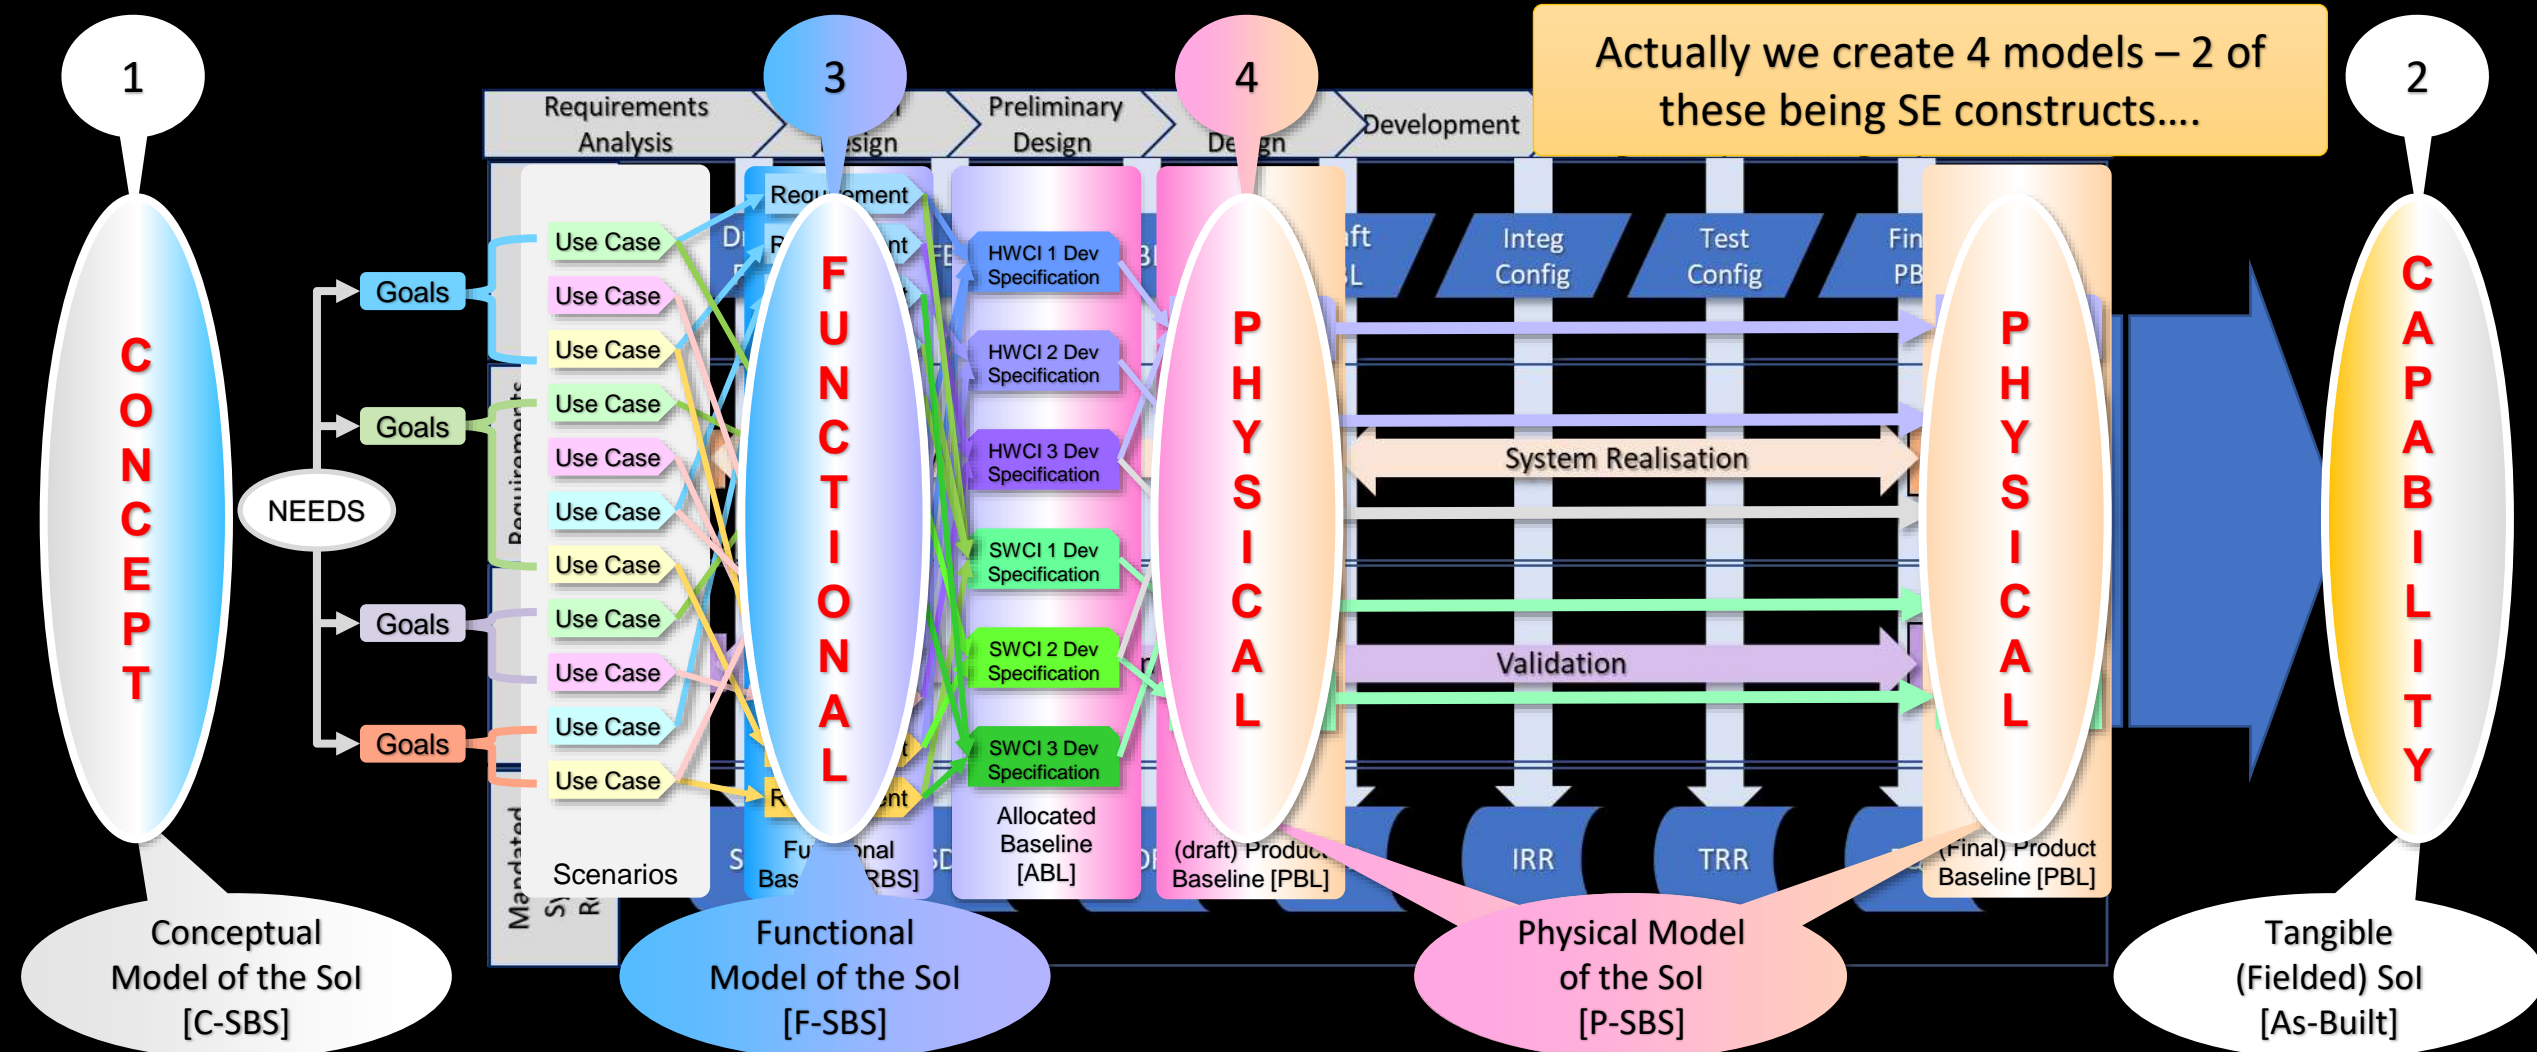 1
3
4
2
Actually we create 4 models – 2 of
these being SE constructs....
Requirements
Analysis
Preliminary
Design
Development
CONCEPT
NEEDS
Goals
Goals
Goals
Goals
Use Case
Use Case
Use Case
Use Case
Use Case
Use Case
Use Case
Use Case
Use Case
Use Case
Use Case
Scenarios
Requirements
Mandated
FUNCTIONAL
HWCI 1 Dev
Specification
HWCI 2 Dev
Specification
HWCI 3 Dev
Specification
SWCI 1 Dev
Specification
SWCI 2 Dev
Specification
SWCI 3 Dev
Specification
Allocated
Baseline
[ABL]
PHYSICAL
(draft) Product
Baseline [PBL]
Integ
Config
Test
Config
System Realisation
Validation
IRR
TRR
PHYSICAL
(Final) Product
Baseline [PBL]
CAPABILITY
Conceptual
Model of the SoI
[C-SBS]
Functional
Model of the SoI
[F-SBS]
Physical Model
of the SoI
[P-SBS]
Tangible
(Fielded) SoI
[As-Built]